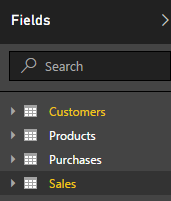 Fields
Search
Customers
Products
Purchases
Sales